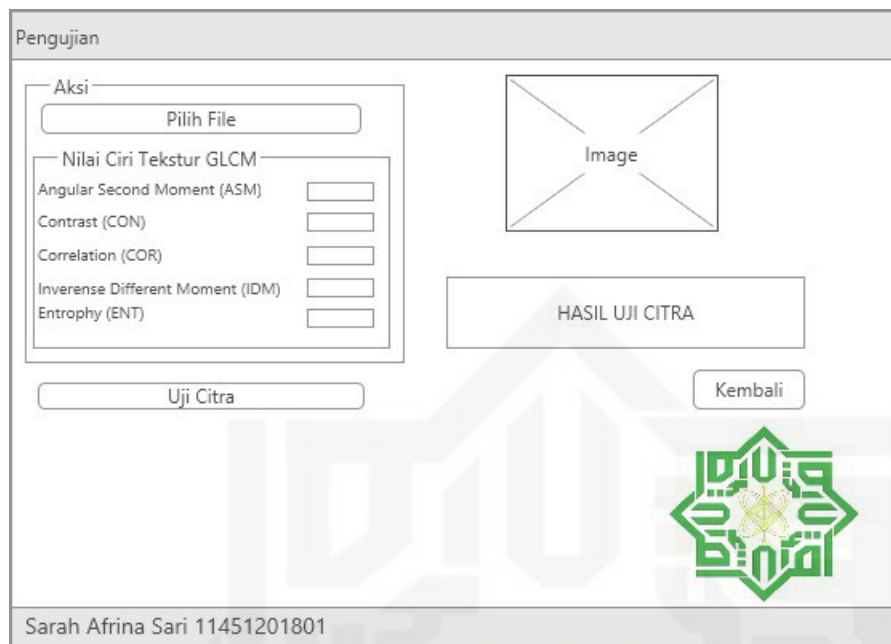 Pengujian
Aksi
Pilih File
Nilai Ciri Tekstur GLCM
Angular Second Moment (ASM)
Contrast (CON)
Correlation (COR)
Inverense Different Moment (IDM)
Entrophy (ENT)
Uji Citra
Image
HASIL UJI CITRA
Kembali
Sarah Afrina Sari 11451201801